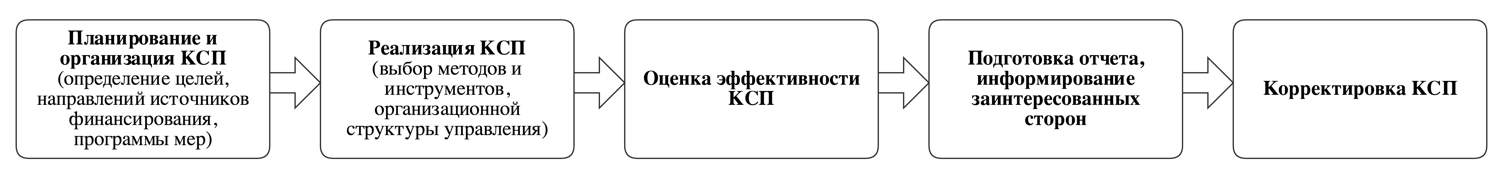 Планирование и
организация КСП
(определение целей,
направлений источников
финансирования,
программы мер)
Реализация КСП
(выбор методов и
инструментов,
организационной
структуры управления)
Оценка эффективности
КСП
Подготовка отчета,
информирование
заинтересованных
сторон
Корректировка КСП